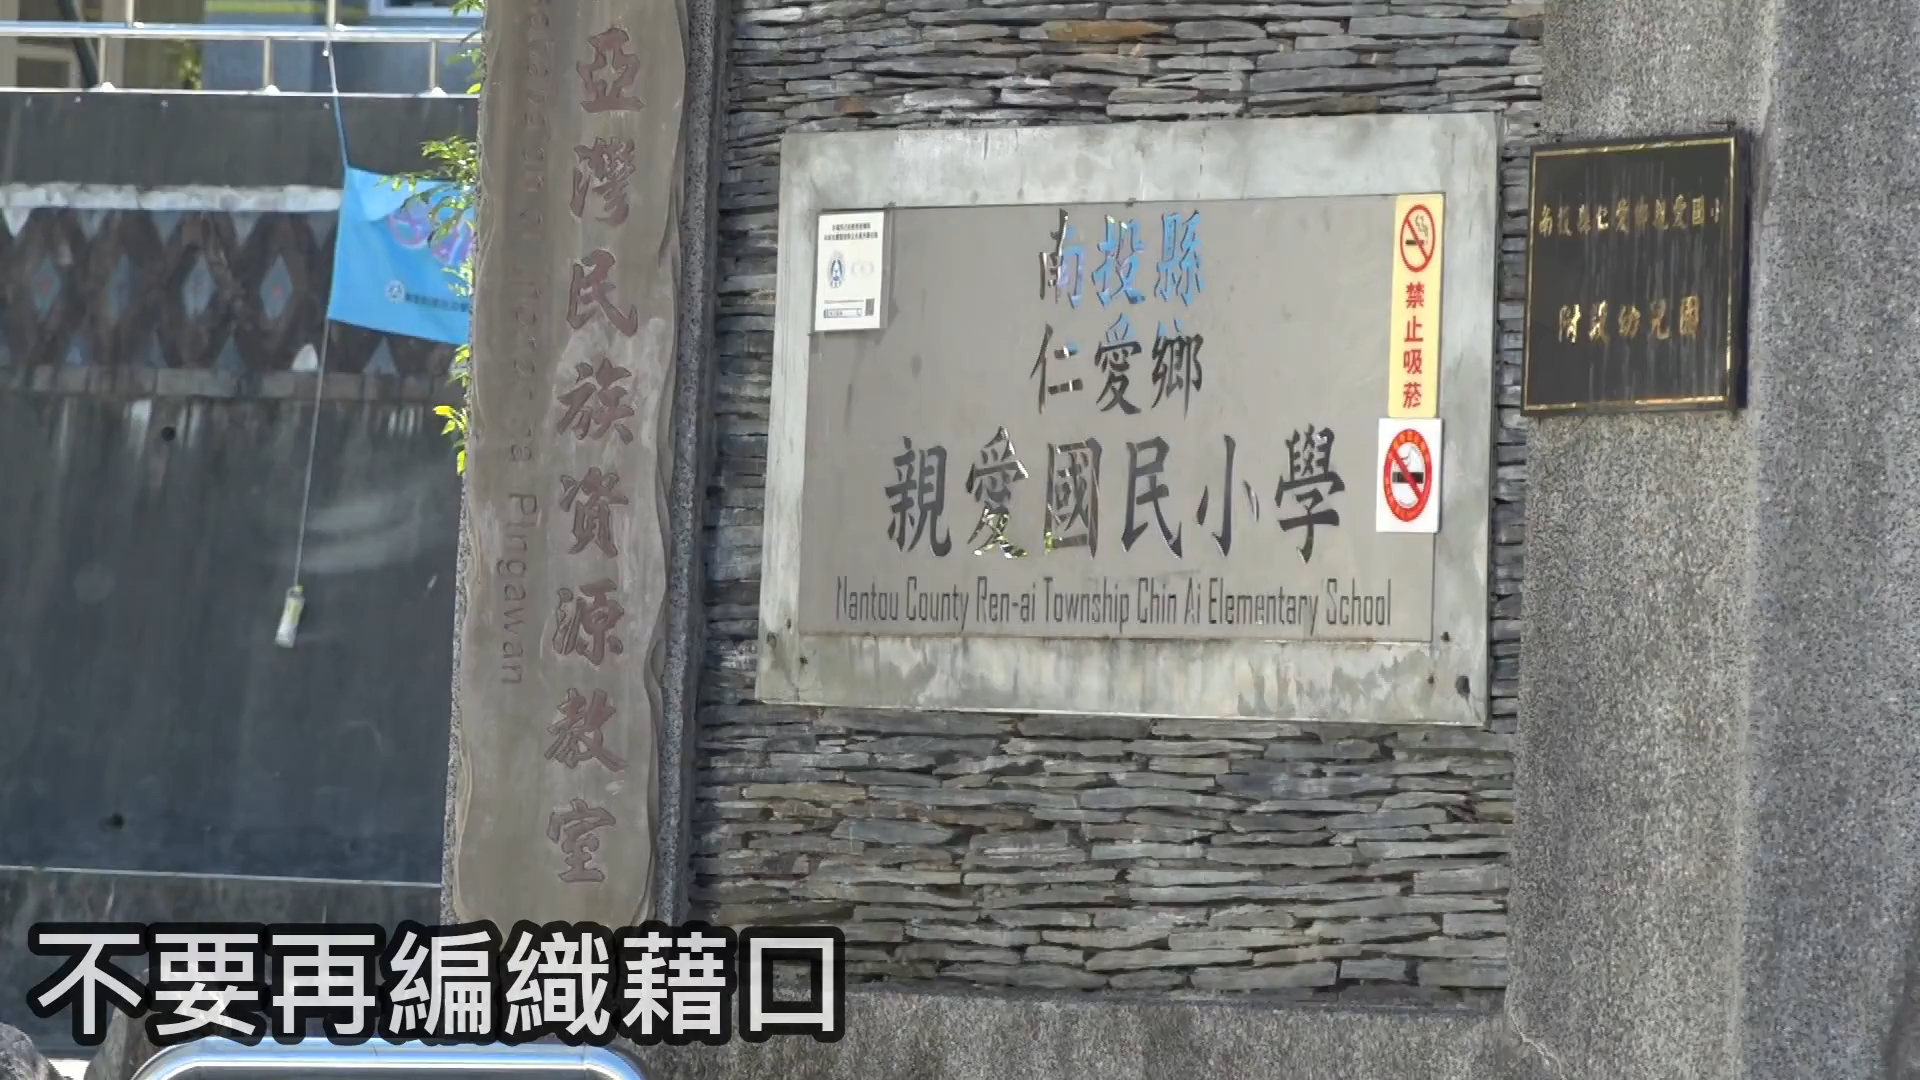 亞灣民族資源教室
Pingawan
南投縣
仁愛鄉
親愛國民小學
Nantou County Ren-ai Township Chin Ai Elementary School
禁止吸菸
南投縣仁愛鄉親愛國小
附設幼兒園
不要再編織藉口